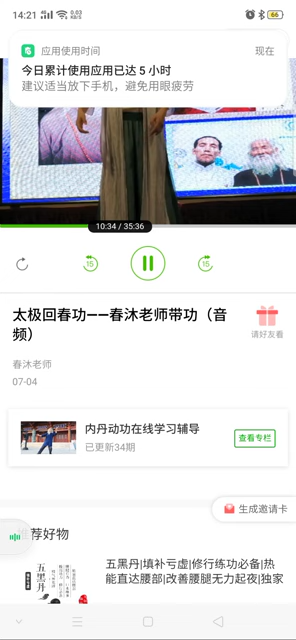 14:21 4G 0.03 KB/S 66
应用使用时间 现在
今日累计使用应用已达 5 小时
建议适当放下手机，避免用眼疲劳
10:34 / 35:36
15 15
太极回春功——春沐老师带功（音
频）
请好友看
春沐老师
07-04
内丹动功在线学习辅导
已更新34期
查看专栏
生成邀请卡
推荐好物
五黑丹
五黑丹|填补亏虚|修行练功必备|热
能直达腰部|改善腰腿无力起夜|独家